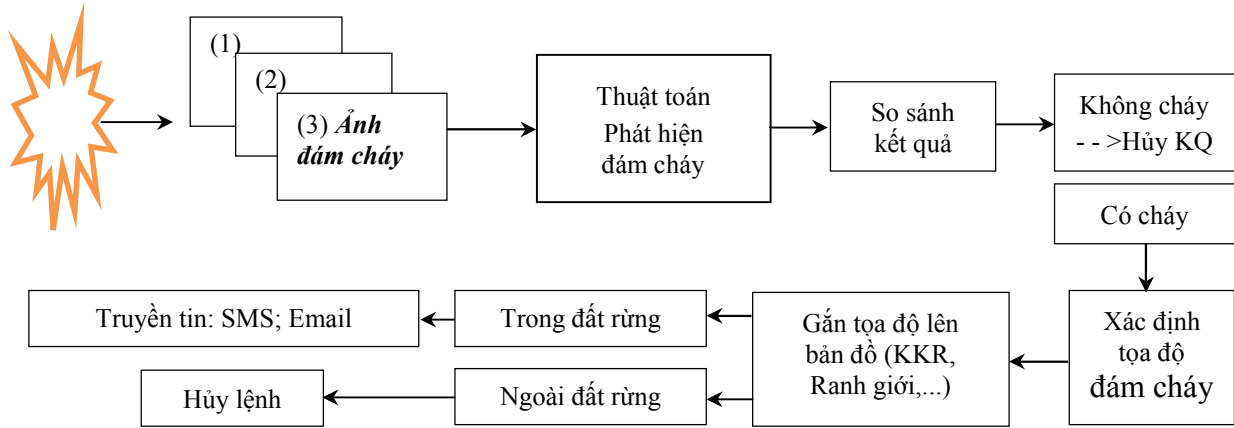 (1)
(2)
(3) Ảnh
đám cháy
Thuật toán
Phát hiện
đám cháy
So sánh
kết quả
Không cháy
- - >Hủy KQ
Có cháy
Xác định
tọa độ
đám cháy
Gắn tọa độ lên
bản đồ (KKR,
Ranh giới,...)
Trong đất rừng
Truyền tin: SMS; Email
Ngoài đất rừng
Hủy lệnh